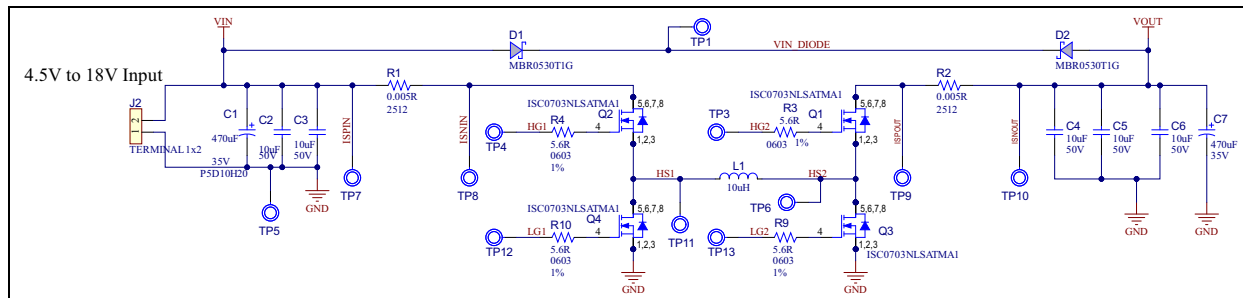 VIN
VOUT
D1
MBR0530T1G
TP1
VIN_DIODE
D2
MBR0530T1G
4.5V to 18V Input
J2
1 2
TERMINAL 1x2
C1
470uF
35V
P5D10H20
C2
10uF
50V
C3
10uF
50V
TP5
GND
R1
0.005R
2512
ISPIN
TP7
ISNIN
TP8
ISC0703NLSATMA1
R4
Q2
5,6,7,8
TP4
HG1
4
5.6R
0603
1%
1,2,3
HS1
L1
10uH
HS2
TP11
TP6
ISC0703NLSATMA1
R10
Q4
5,6,7,8
TP12
LG1
4
5.6R
0603
1%
1,2,3
GND
ISC0703NLSATMA1
TP3
R3
5.6R
Q1
5,6,7,8
HG2
4
0603
1%
1,2,3
R9
5,6,7,8
TP13
LG2
4
5.6R
0603
1%
Q3
1,2,3
ISC0703NLSATMA1
GND
R2
0.005R
2512
ISPOUT
TP9
ISNOUT
TP10
C4
10uF
50V
C5
10uF
50V
C6
10uF
50V
C7
470uF
35V
GND
GND